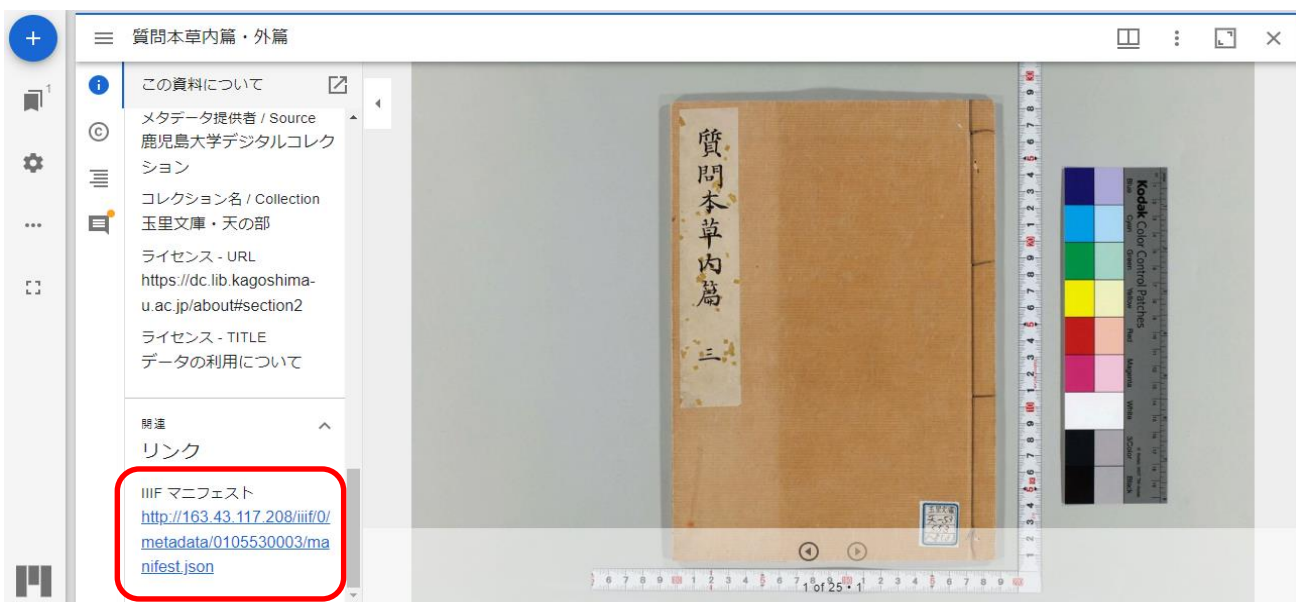 質問本草内篇・外篇
1
この資料について
メタデータ提供者 / Source
鹿児島大学デジタルコレク
ション
コレクション名 / Collection
玉里文庫・天の部
ライセンス - URL
https://dc.lib.kagoshima-
u.ac.jp/about#section2
ライセンス - TITLE
データの利用について
関連
リンク
IIIF マニフェスト
http://163.43.117.208/iiif/0/
metadata/0105530003/ma
nifest.json
質問本草内篇 三
Kodak Color Control Patches
Blue
Cyan
Green
Yellow
Red
Magenta
White
3/Color
Black
1 of 25 • 1